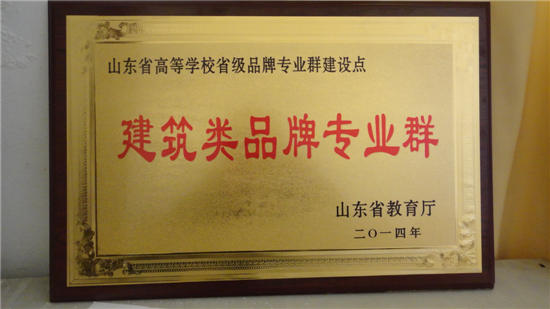 山东省高等学校省级品牌专业群建设点
建筑类品牌专业群
山东省教育厅
二〇一四年